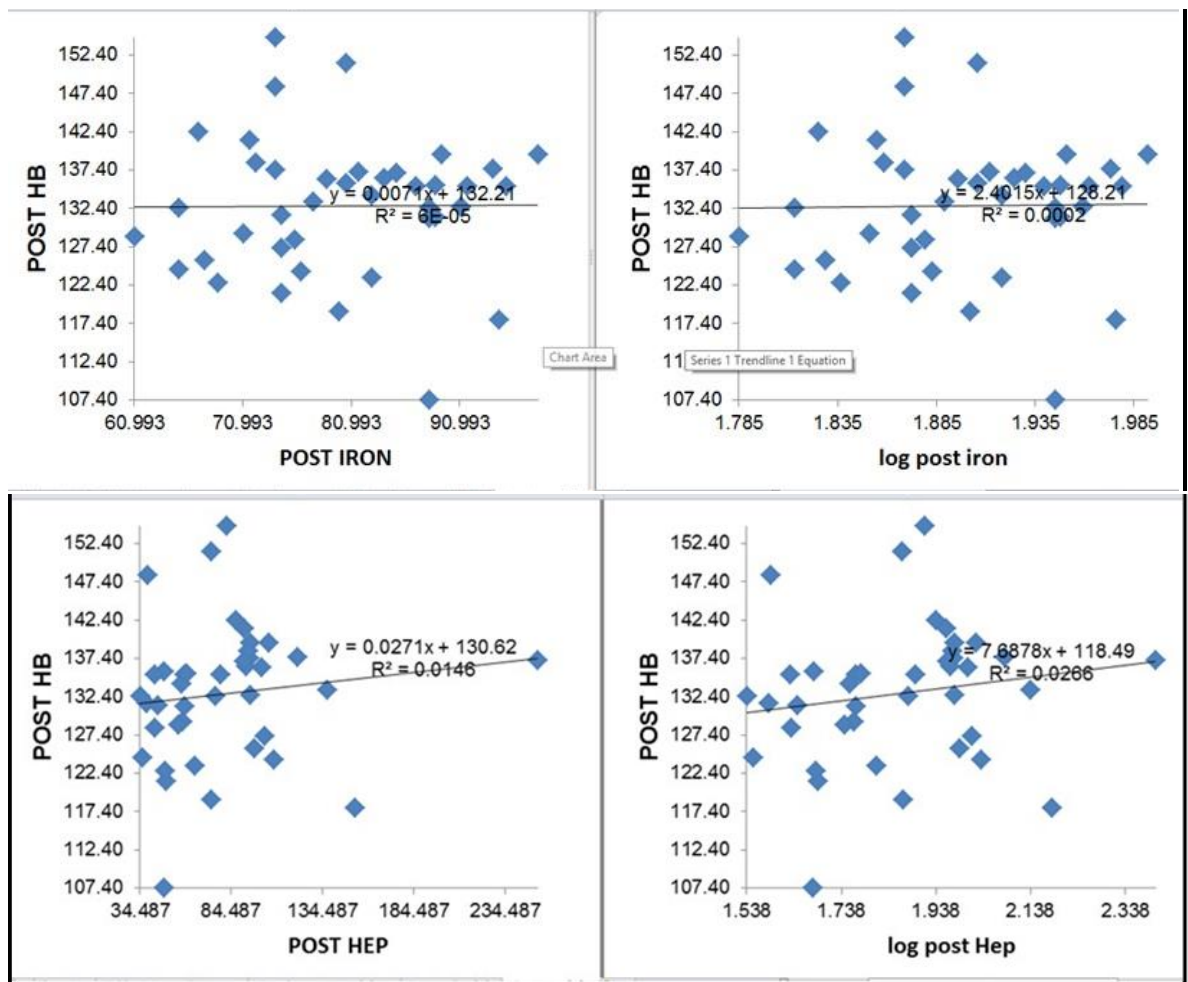 152.40
147.40
142.40
137.40
132.40
127.40
122.40
117.40
112.40
107.40
POST HB
y = 0.0071x + 132.21
R² = 6E-05
Chart Area
60.993 70.993 80.993 90.993
POST IRON
152.40
147.40
142.40
137.40
132.40
127.40
122.40
117.40
11
107.40
POST HB
y = 2.4015x + 128.21
R² = 0.0002
Series 1 Trendline 1 Equation
1.785 1.835 1.885 1.935 1.985
log post iron
152.40
147.40
142.40
137.40
132.40
127.40
122.40
117.40
112.40
107.40
POST HB
y = 0.0271x + 130.62
R² = 0.0146
34.487 84.487 134.487 184.487 234.487
POST HEP
152.40
147.40
142.40
137.40
132.40
127.40
122.40
117.40
112.40
107.40
POST HB
y = 7.6878x + 118.49
R² = 0.0266
1.538 1.738 1.938 2.138 2.338
log post Hep